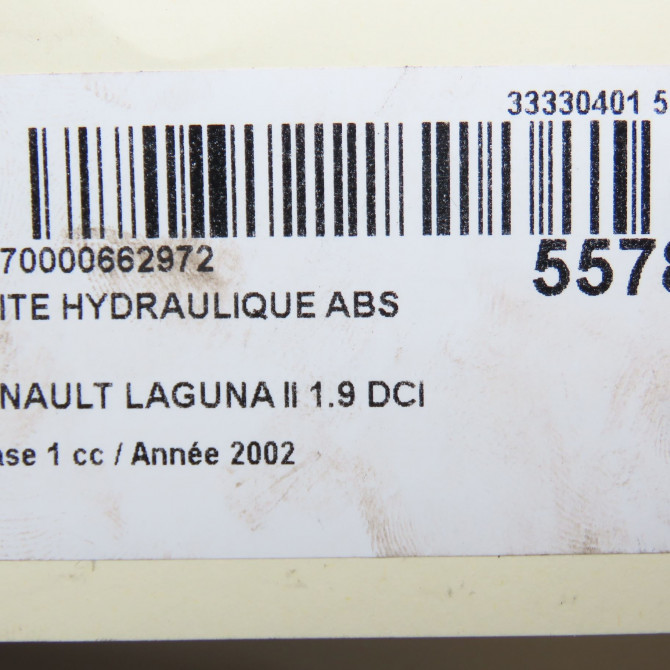 33330401 5
70000662972
5578
ITE HYDRAULIQUE ABS
NAULT LAGUNA II 1.9 DCI
ase 1 cc / Année 2002